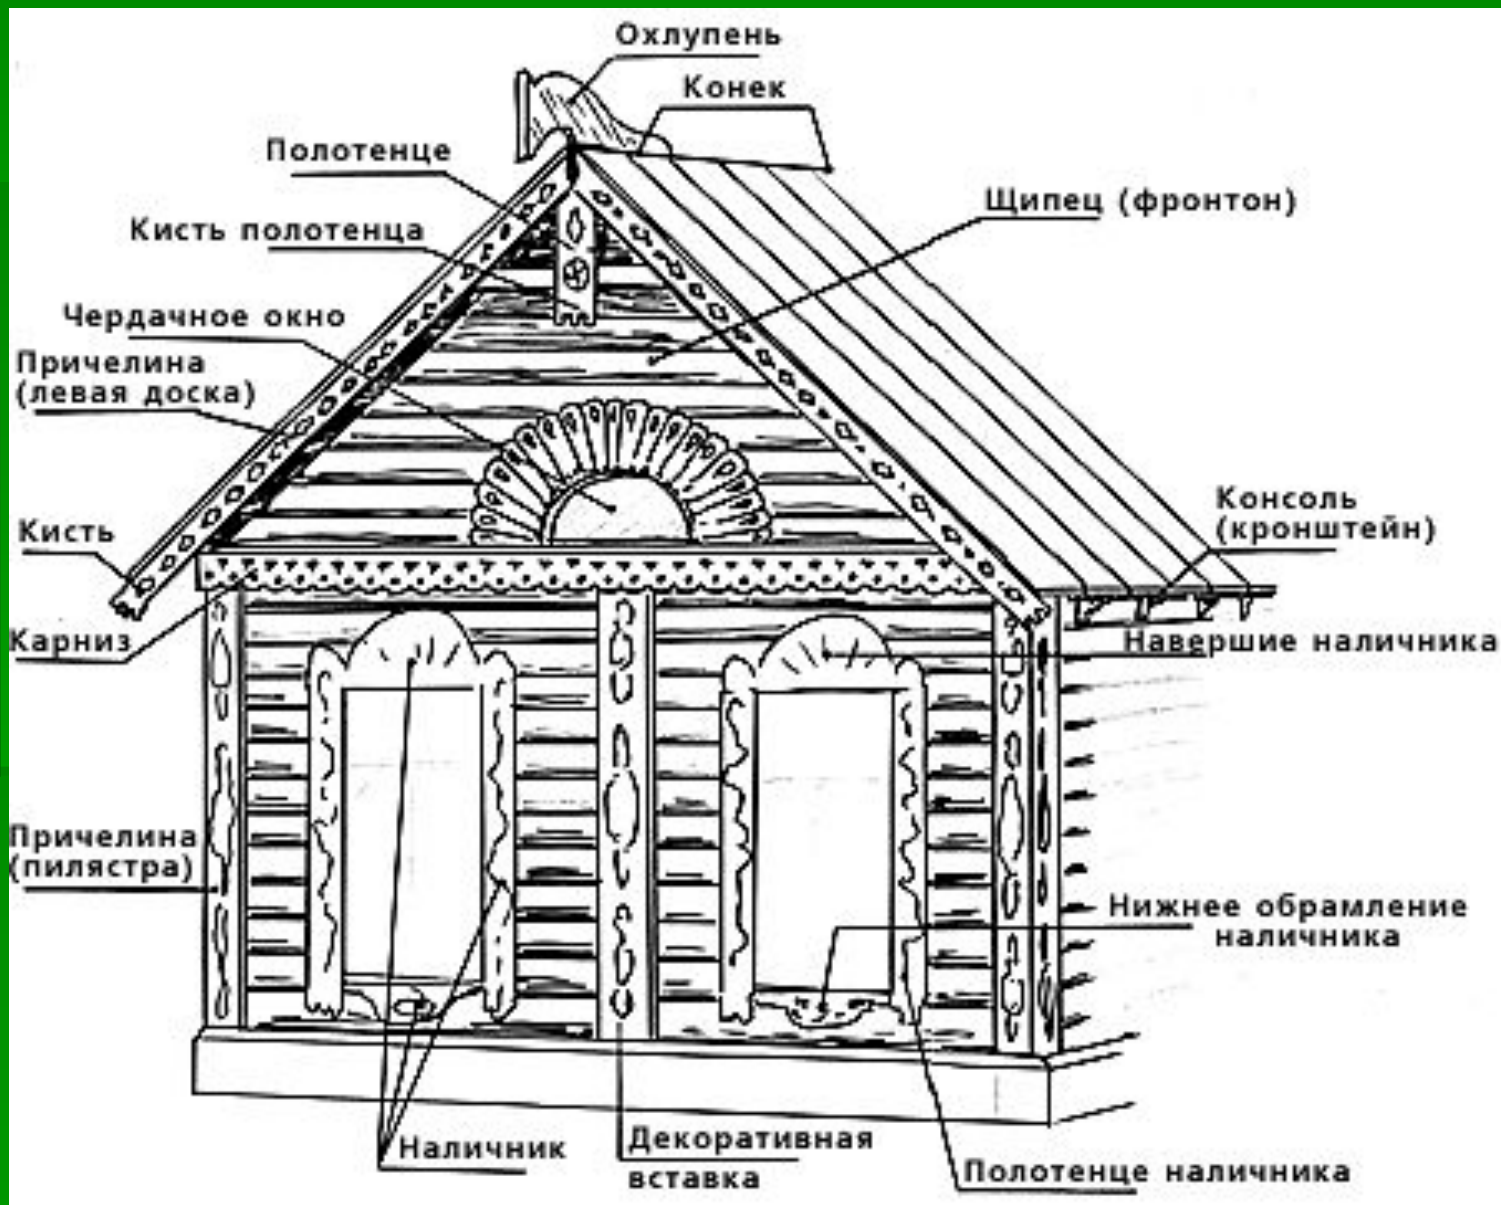 Охлупень
Конек
Полотенце
Щипец (фронтон)
Кисть полотенца
Чердачное окно
Причелина
(левая доска)
Консоль
(кронштейн)
Кисть
Карниз
Навершие наличника
Причелина
(пилястра)
Нижнее обрамление
наличника
Наличник
Декоративная
вставка
Полотенце наличника